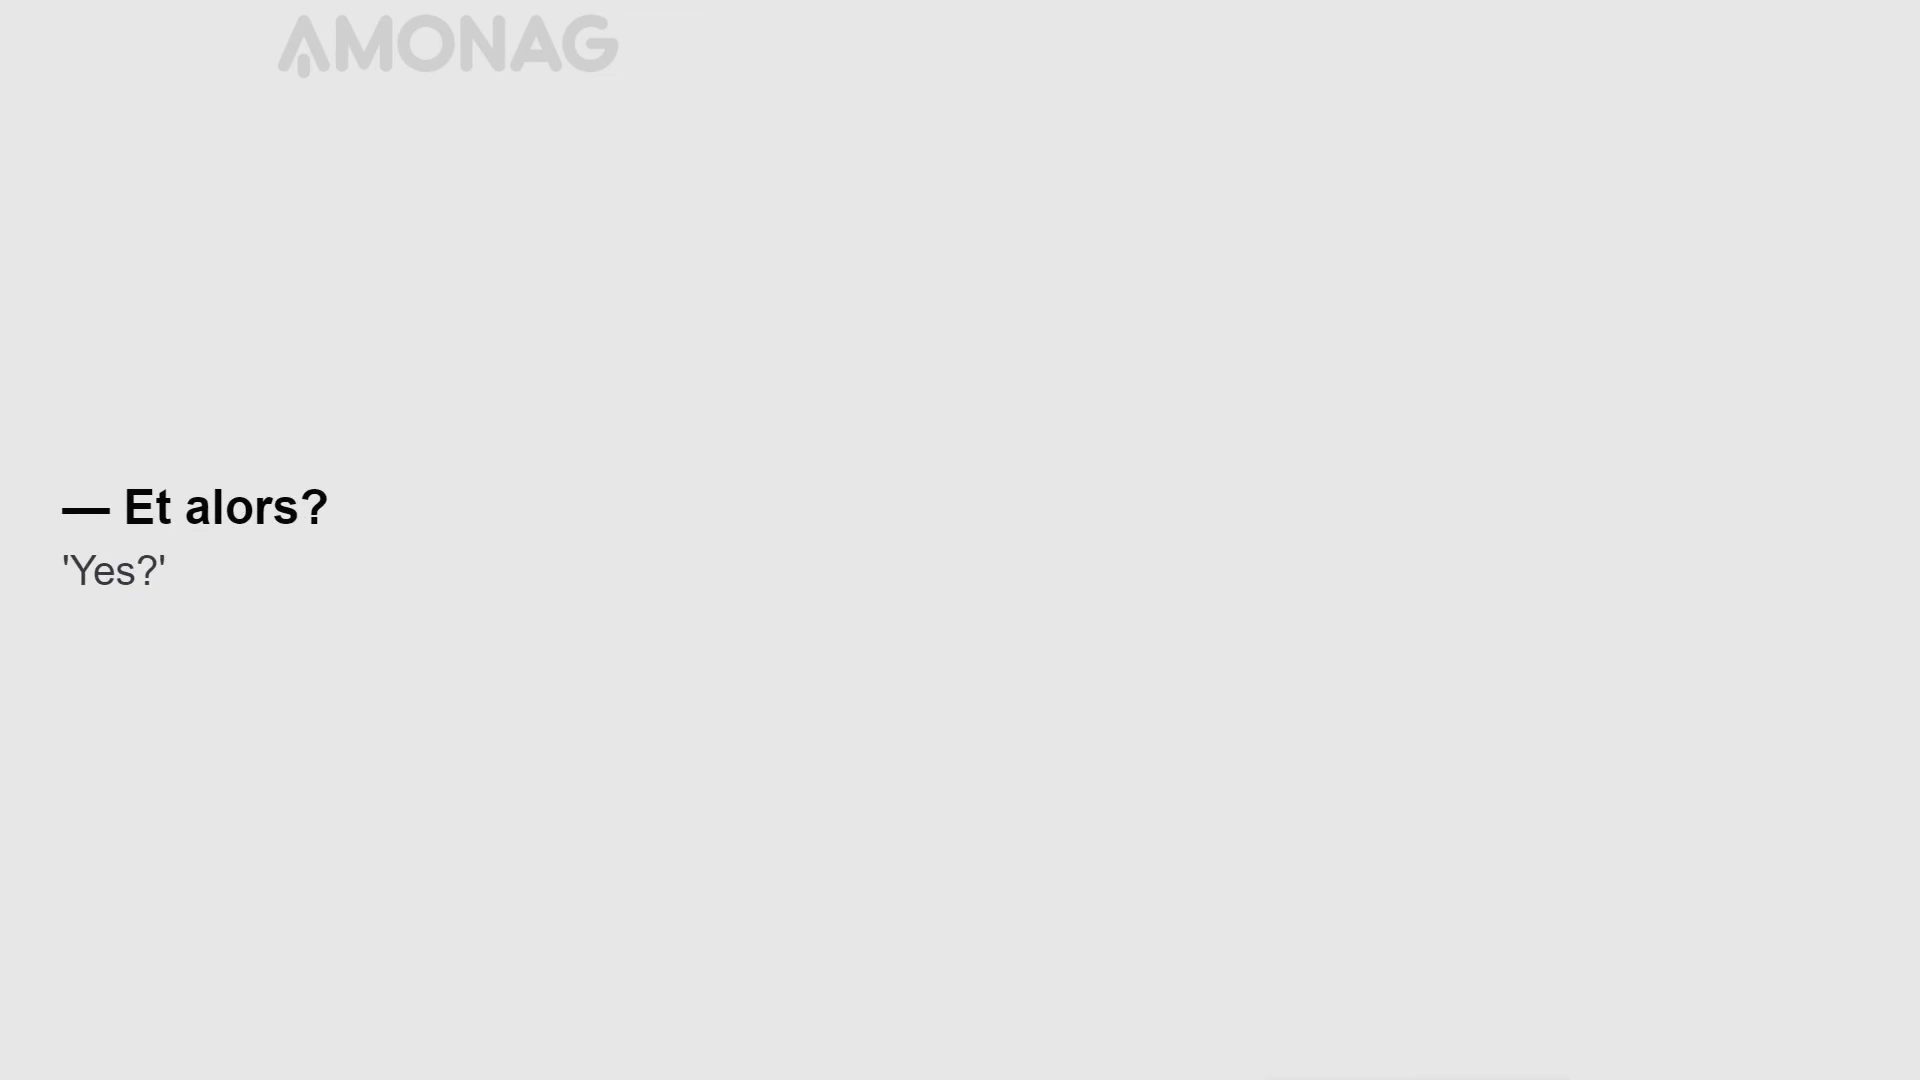 AMONAG
— Et alors?
'Yes?'